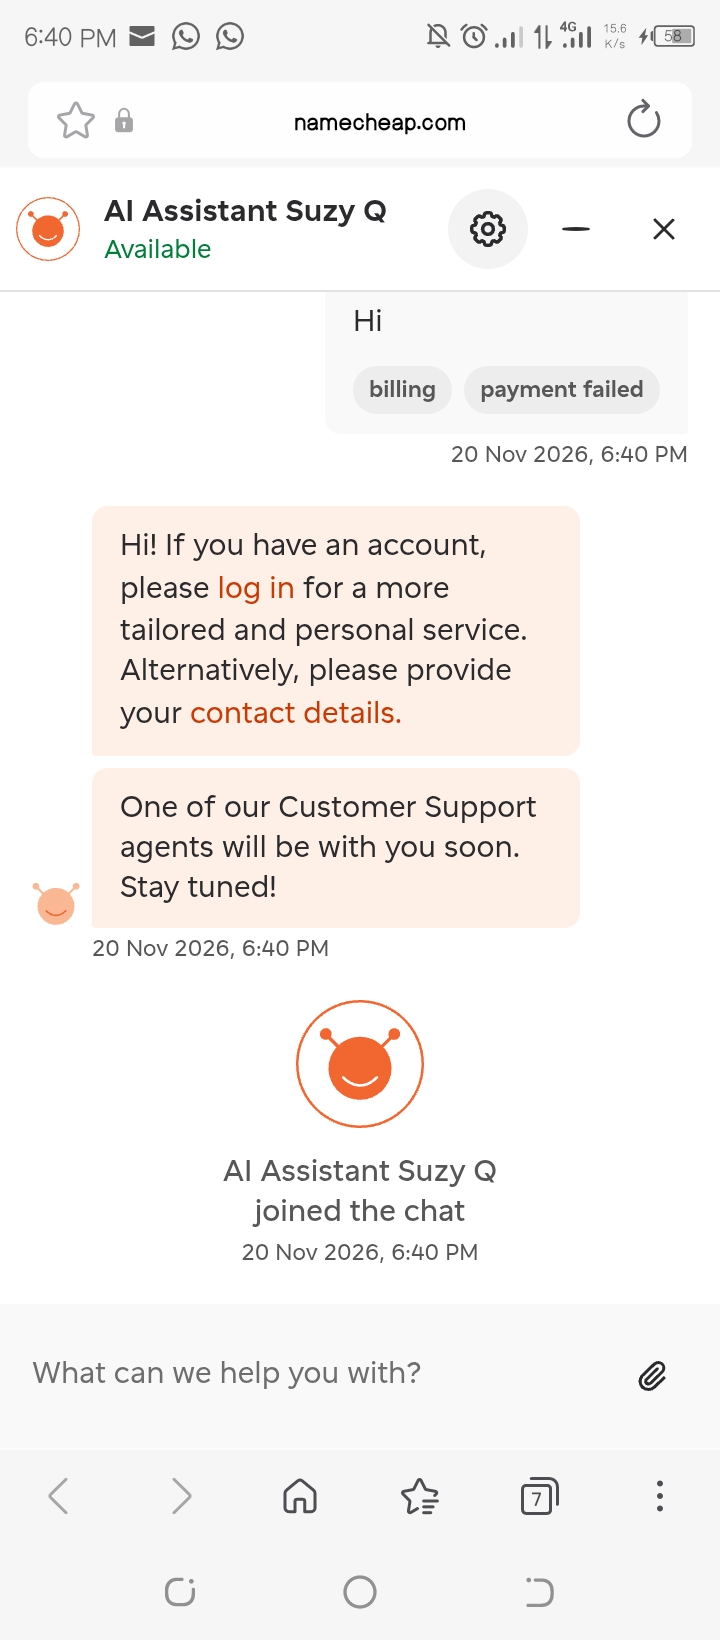 6:40 PM
4G
15.6
K/s
58
namecheap.com
AI Assistant Suzy Q
Available
Hi
billing payment failed
20 Nov 2026, 6:40 PM
Hi! If you have an account,
please log in for a more
tailored and personal service.
Alternatively, please provide
your contact details.
One of our Customer Support
agents will be with you soon.
Stay tuned!
20 Nov 2026, 6:40 PM
AI Assistant Suzy Q
joined the chat
20 Nov 2026, 6:40 PM
What can we help you with?
7